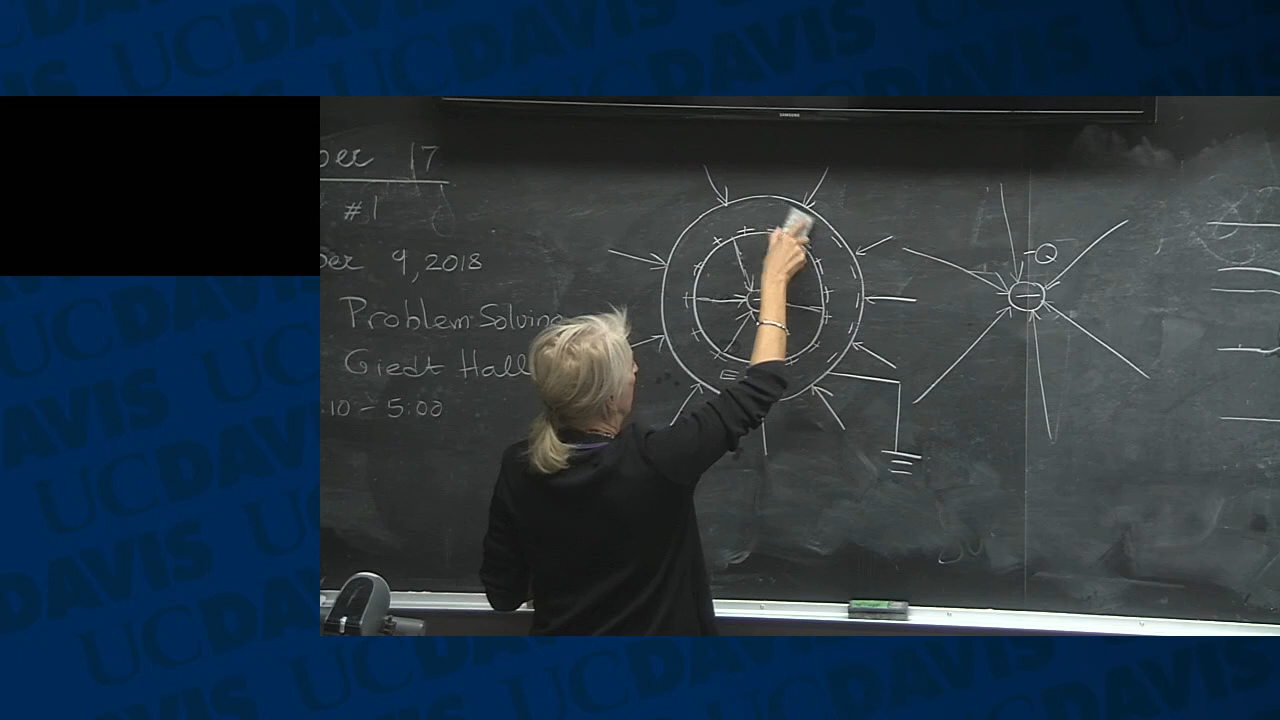 UCDAVIS
SAMSUNG
ber 17
#1
ber 9, 2018
Problem Solving
Giedt Hall
:10 - 5:00
E
-Q